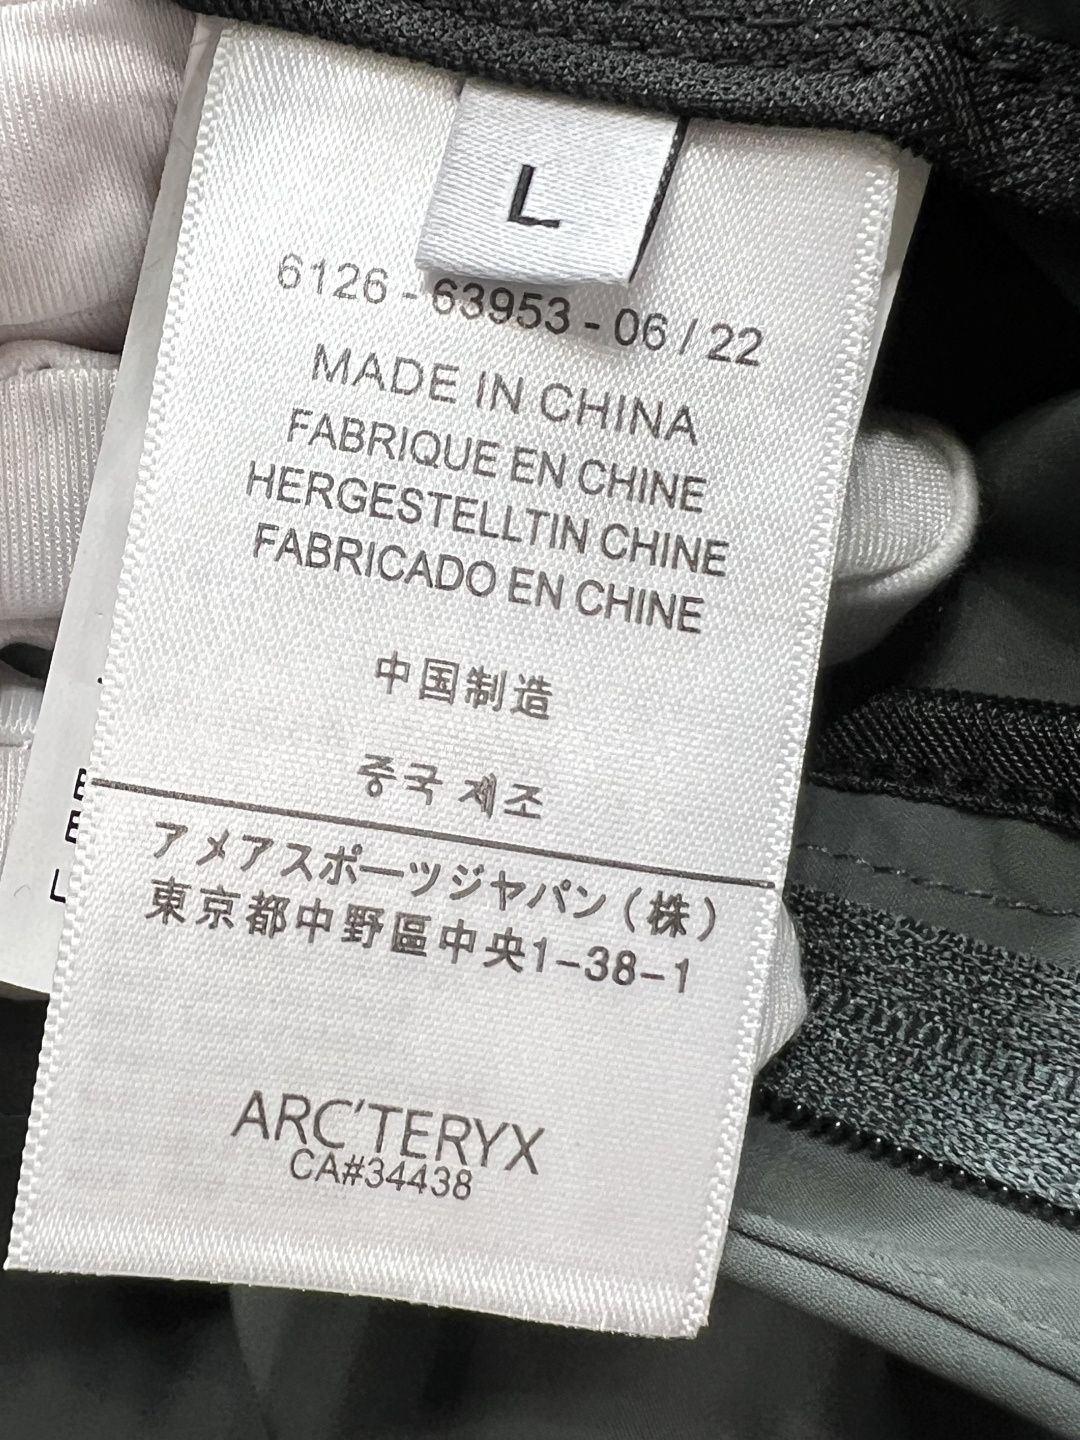 L
6126 - 63953 - 06 / 22
MADE IN CHINA
FABRIQUE EN CHINE
HERGESTELLTIN CHINE
FABRICADO EN CHINE
中国制造
중국 제조
アメアスポーツジャパン（株）
東京都中野區中央1-38-1
ARC'TERYX
CA#34438